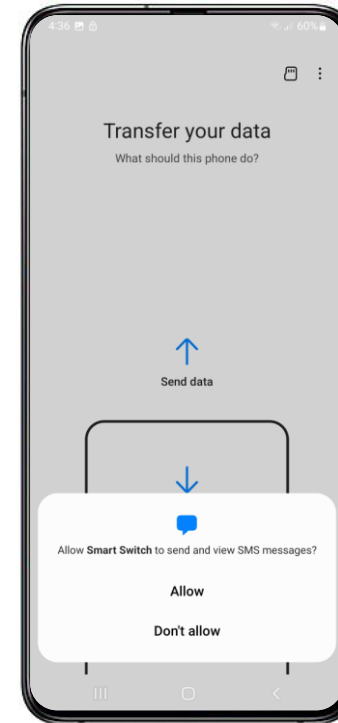 4:36 60%
Transfer your data
What should this phone do?
Send data
Allow Smart Switch to send and view SMS messages?
Allow
Don't allow